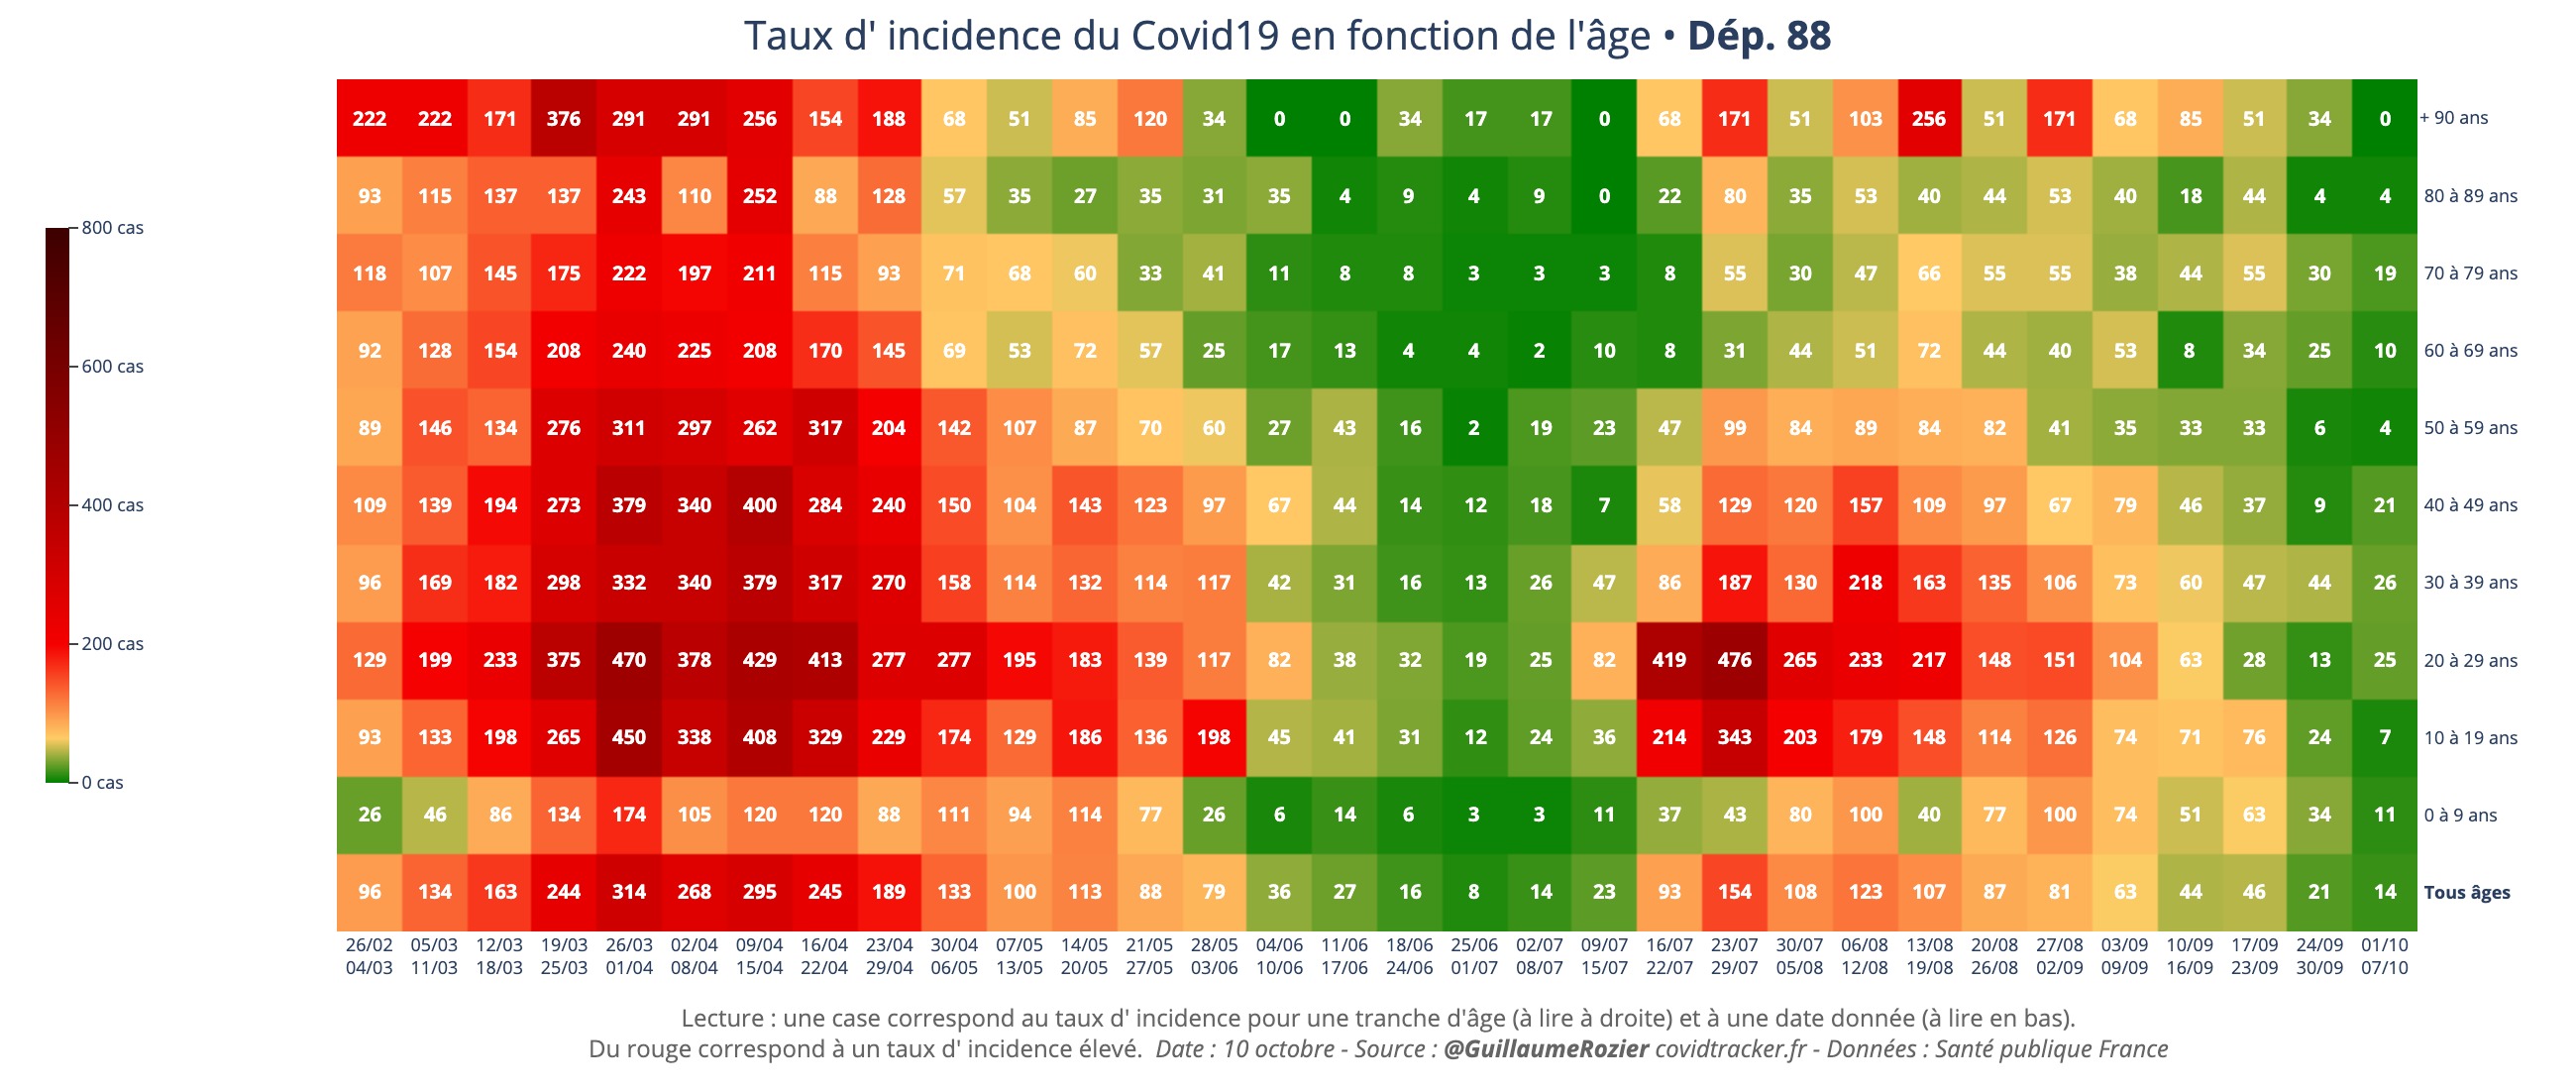 Taux d' incidence du Covid19 en fonction de l'âge • Dép. 88
222 222 171 376 291 291 256 154 188 68 51 85 120 34 0 0 34 17 17 0 68 171 51 103 256 51 171 68 85 51 34 0 + 90 ans
93 115 137 137 243 110 252 88 128 57 35 27 35 31 35 4 9 4 9 0 22 80 35 53 40 44 53 40 18 44 4 4 80 à 89 ans
800 cas
118 107 145 175 222 197 211 115 93 71 68 60 33 41 11 8 8 3 3 3 8 55 30 47 66 55 55 38 44 55 30 19 70 à 79 ans
92 128 154 208 240 225 208 170 145 69 53 72 57 25 17 13 4 4 2 10 8 31 44 51 72 44 40 53 8 34 25 10 60 à 69 ans
600 cas
89 146 134 276 311 297 262 317 204 142 107 87 70 60 27 43 16 2 19 23 47 99 84 89 84 82 41 35 33 33 6 4 50 à 59 ans
400 cas
109 139 194 273 379 340 400 284 240 150 104 143 123 97 67 44 14 12 18 7 58 129 120 157 109 97 67 79 46 37 9 21 40 à 49 ans
96 169 182 298 332 340 379 317 270 158 114 132 114 117 42 31 16 13 26 47 86 187 130 218 163 135 106 73 60 47 44 26 30 à 39 ans
200 cas
129 199 233 375 470 378 429 413 277 277 195 183 139 117 82 38 32 19 25 82 419 476 265 233 217 148 151 104 63 28 13 25 20 à 29 ans
93 133 198 265 450 338 408 329 229 174 129 186 136 198 45 41 31 12 24 36 214 343 203 179 148 114 126 74 71 76 24 7 10 à 19 ans
0 cas
26 46 86 134 174 105 120 120 88 111 94 114 77 26 6 14 6 3 3 11 37 43 80 100 40 77 100 74 51 63 34 11 0 à 9 ans
96 134 163 244 314 268 295 245 189 133 100 113 88 79 36 27 16 8 14 23 93 154 108 123 107 87 81 63 44 46 21 14 Tous âges
26/02 05/03 12/03 19/03 26/03 02/04 09/04 16/04 23/04 30/04 07/05 14/05 21/05 28/05 04/06 11/06 18/06 25/06 02/07 09/07 16/07 23/07 30/07 06/08 13/08 20/08 27/08 03/09 10/09 17/09 24/09 01/10
04/03 11/03 18/03 25/03 01/04 08/04 15/04 22/04 29/04 06/05 13/05 20/05 27/05 03/06 10/06 17/06 24/06 01/07 08/07 15/07 22/07 29/07 05/08 12/08 19/08 26/08 02/09 09/09 16/09 23/09 30/09 07/10
Lecture : une case correspond au taux d' incidence pour une tranche d'âge (à lire à droite) et à une date donnée (à lire en bas).
Du rouge correspond à un taux d' incidence élevé. Date : 10 octobre - Source : @GuillaumeRozier covidtracker.fr - Données : Santé publique France